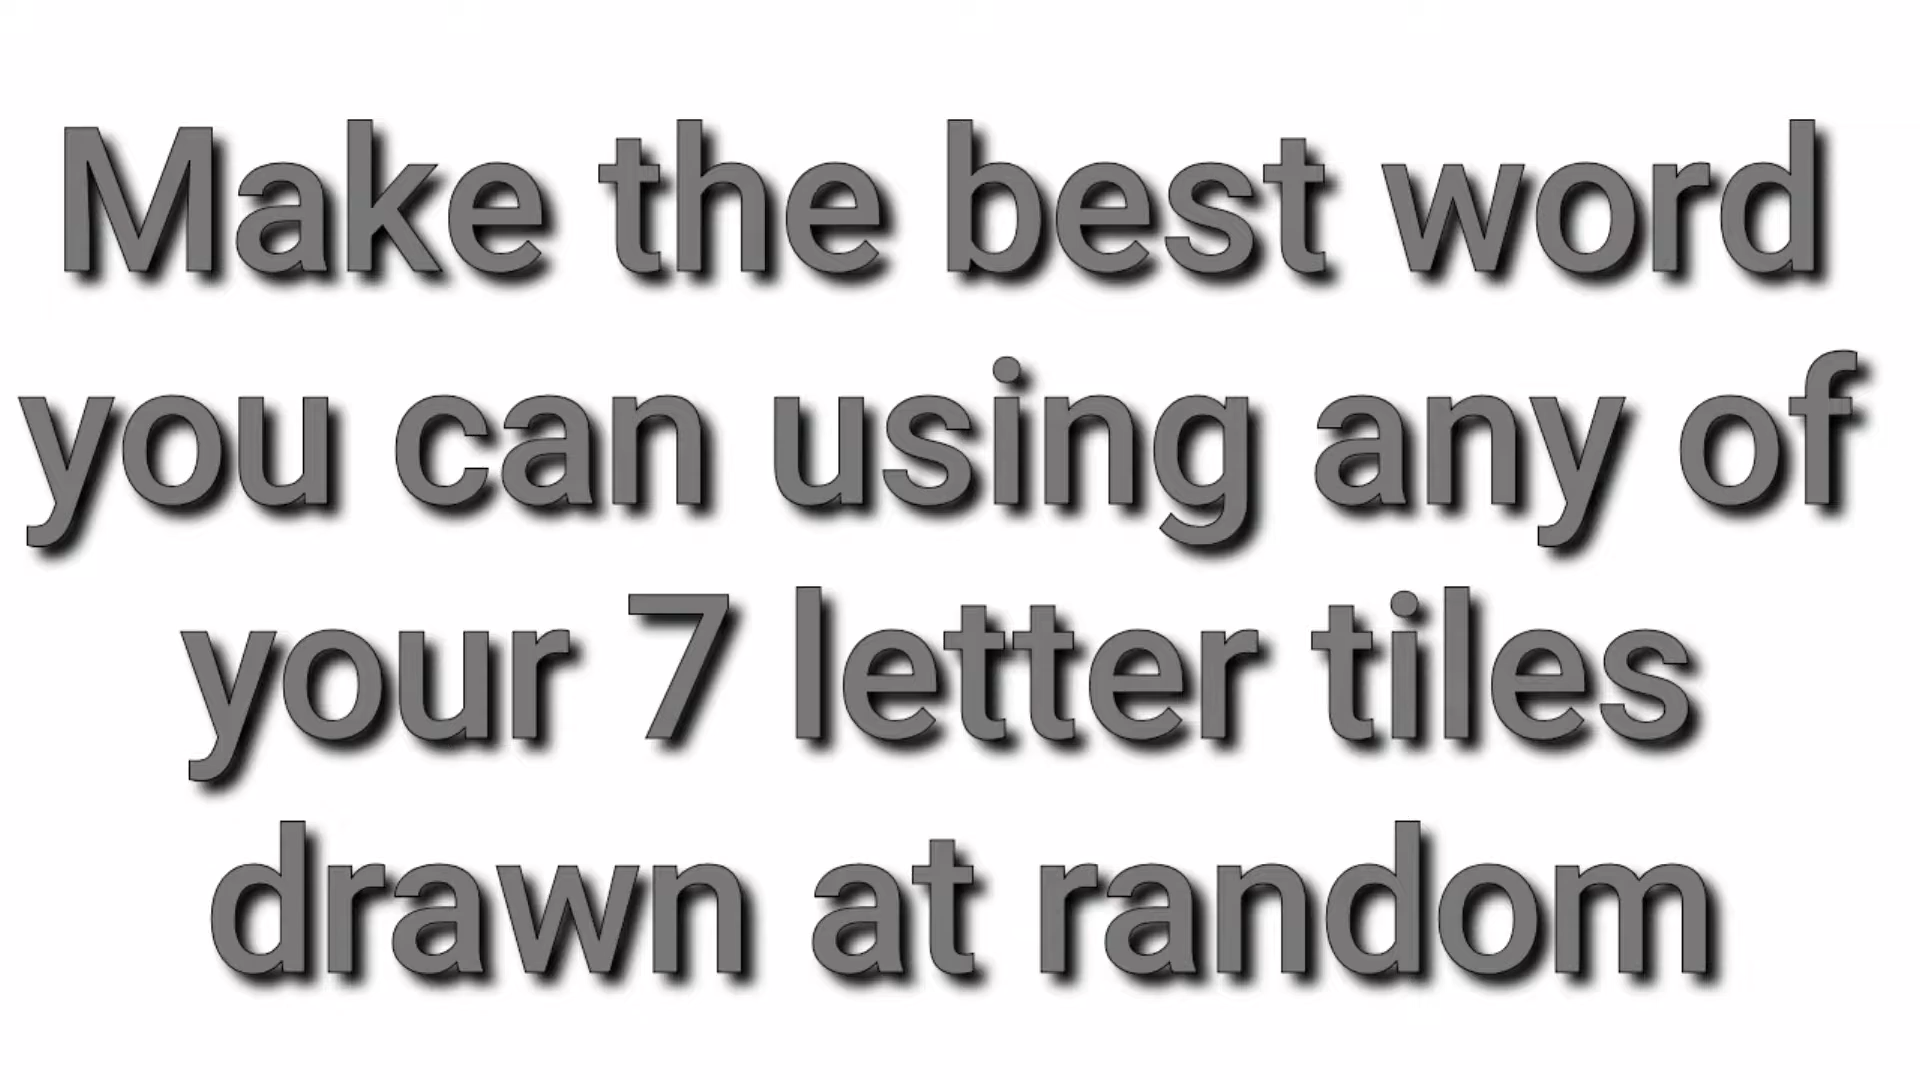 Make the best word
you can using any of
your 7 letter tiles
drawn at random